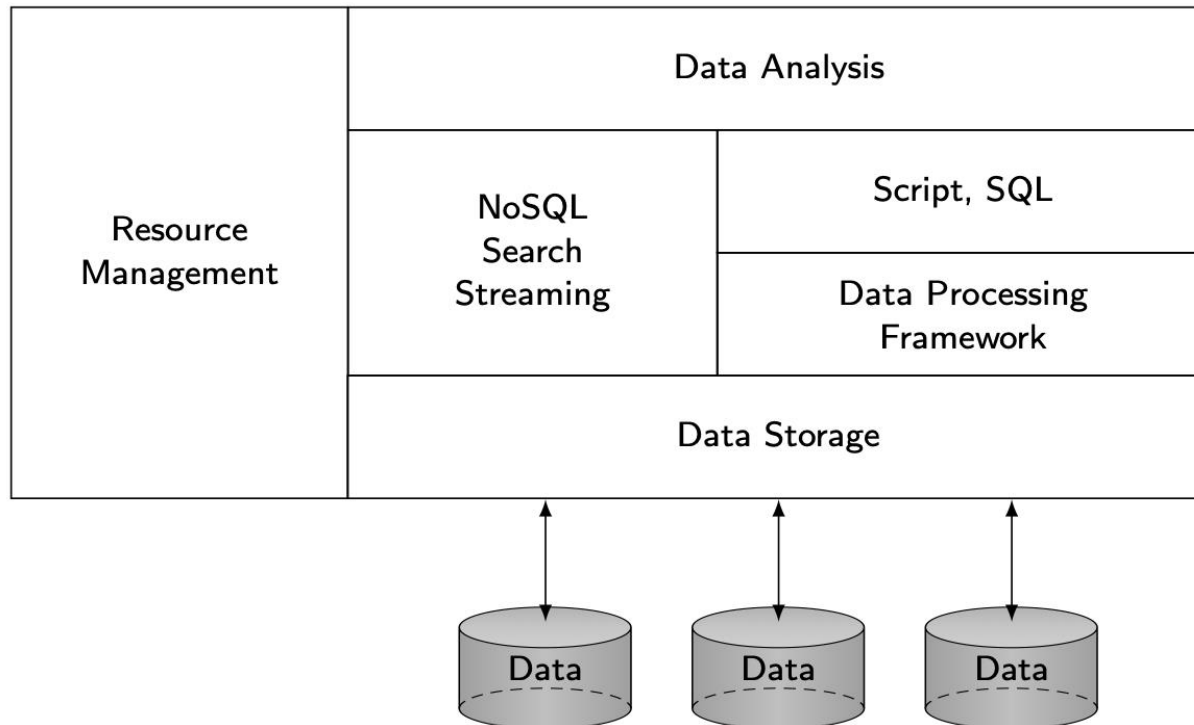 Data Analysis
Resource
Management
NoSQL
Search
Streaming
Script, SQL
Data Processing
Framework
Data Storage
Data
Data
Data